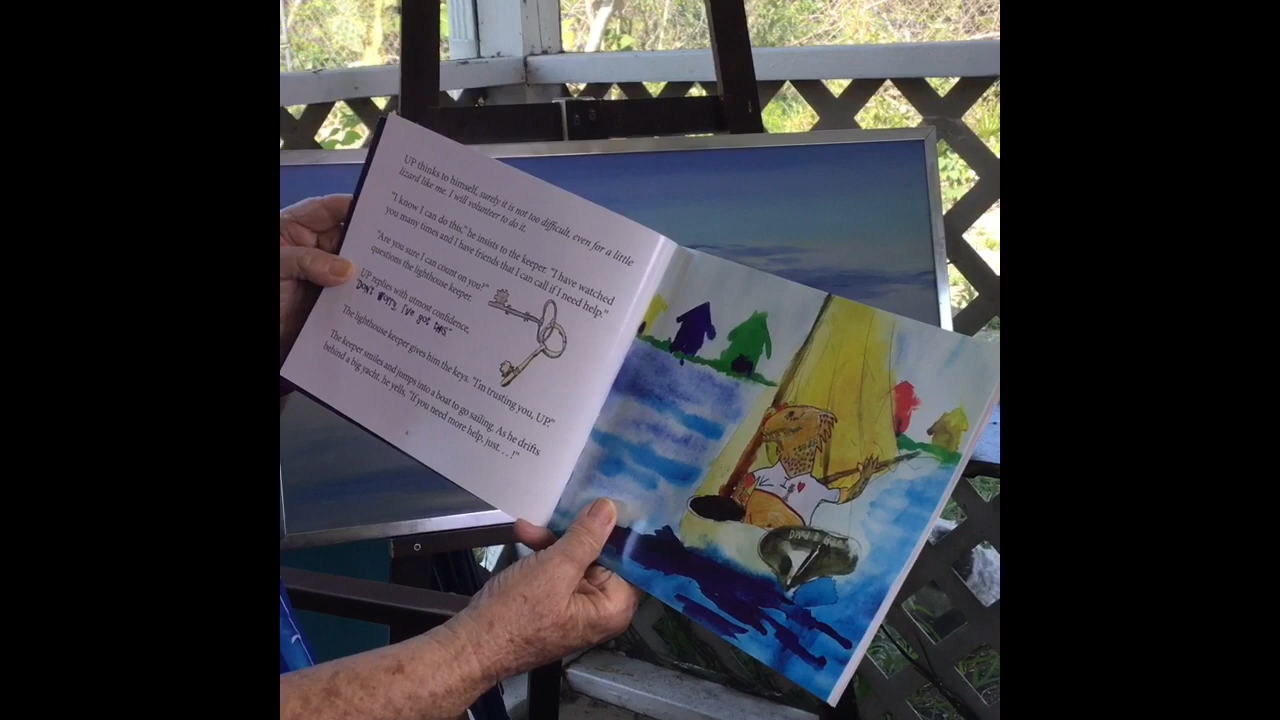 UP thinks to himself, surely it is not too difficult, even for a little
lizard like me. I will volunteer to do it.
"I know I can do this," he insists to the keeper. "I have watched
you many times and I have friends that I can call if I need help."
"Are you sure I can count on you?"
questions the lighthouse keeper.
UP replies with utmost confidence,
"DON'T WORRY, I've got this."
The lighthouse keeper gives him the keys. "I'm trusting you, UP."
The keeper smiles and jumps into a boat to go sailing. As he drifts
behind a big yacht, he yells, "If you need more help, just. . . !"